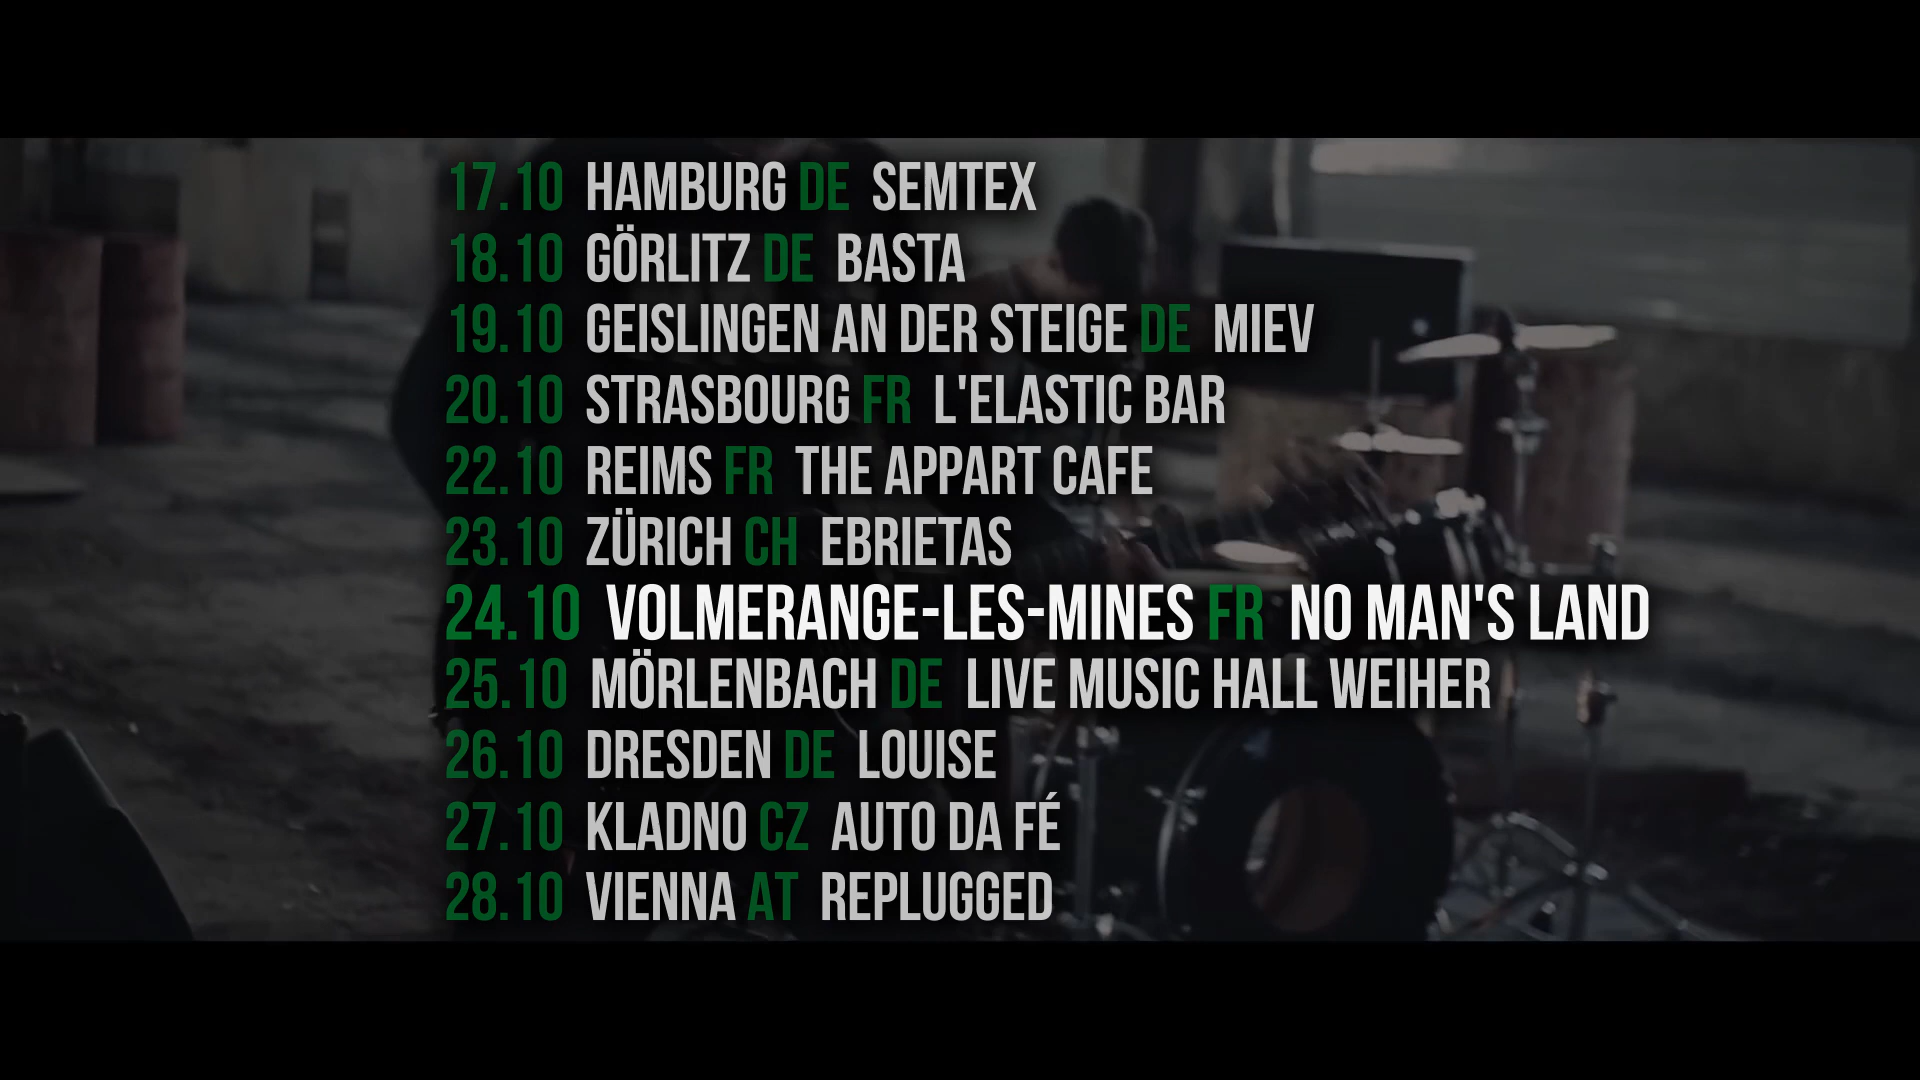 17.10 HAMBURG DE SEMTEX
18.10 GÖRLITZ DE BASTA
19.10 GEISLINGEN AN DER STEIGE DE MIEV
20.10 STRASBOURG FR L'ELASTIC BAR
22.10 REIMS FR THE APPART CAFE
23.10 ZÜRICH CH EBRIETAS
24.10 VOLMERANGE-LES-MINES FR NO MAN'S LAND
25.10 MÖRLENBACH DE LIVE MUSIC HALL WEIHER
26.10 DRESDEN DE LOUISE
27.10 KLADNO CZ AUTO DA FÉ
28.10 VIENNA AT REPLUGGED